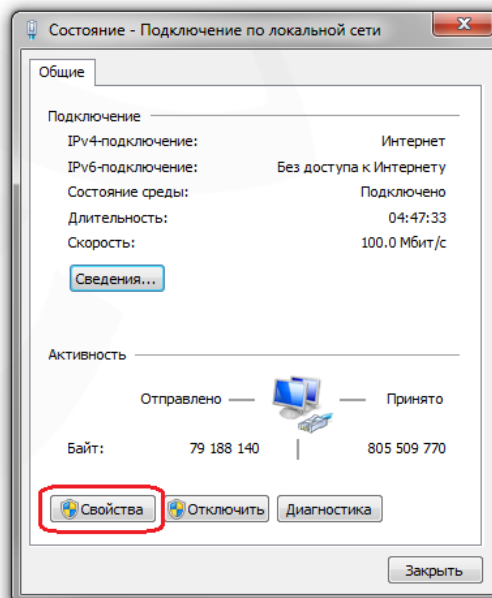 Состояние - Подключение по локальной сети
Общие
Подключение
IPv4-подключение: Интернет
IPv6-подключение: Без доступа к Интернету
Состояние среды: Подключено
Длительность: 04:47:33
Скорость: 100.0 Мбит/с
Сведения...
Активность
Отправлено — — Принято
Байт: 79 188 140 | 805 509 770
Свойства Отключить Диагностика
Закрыть